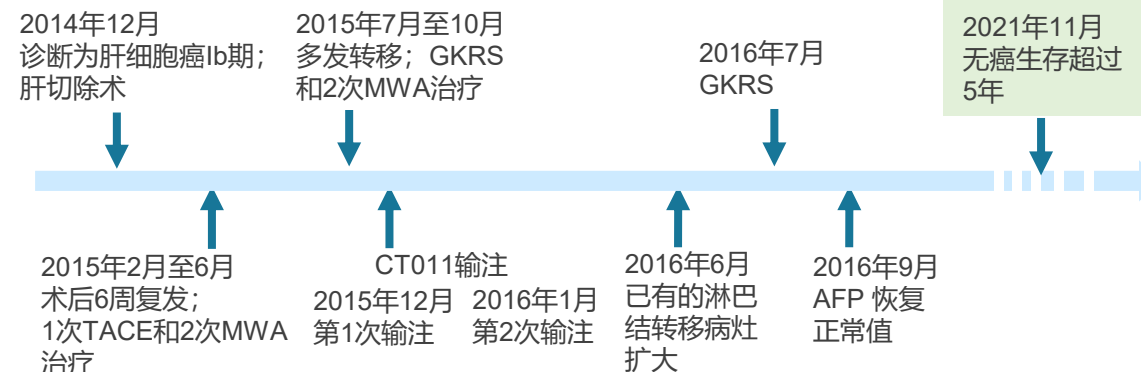 2014年12月
诊断为肝细胞癌Ib期；
肝切除术
2015年7月至10月
多发转移；GKRS
和2次MWA治疗
2016年7月
GKRS
2021年11月
无癌生存超过
5年
2015年2月至6月
术后6周复发；
1次TACE和2次MWA
治疗
CT011输注
2015年12月
第1次输注
2016年1月
第2次输注
2016年6月
已有的淋巴
结转移病灶
扩大
2016年9月
AFP 恢复
正常值